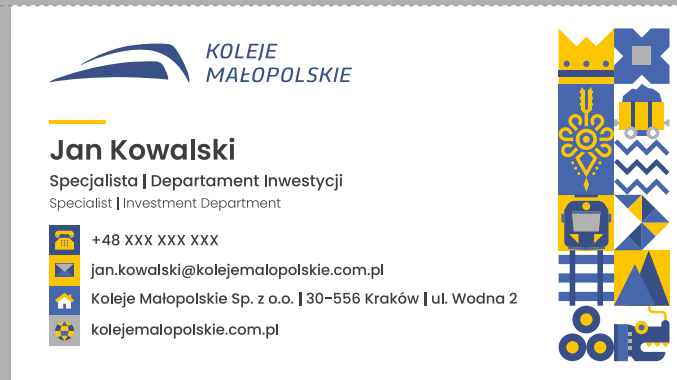 KOLEJE
MAŁOPOLSKIE
Jan Kowalski
Specjalista | Departament Inwestycji
Specialist | Investment Department
+48 XXX XXX XXX
jan.kowalski@kolejemalopolskie.com.pl
Koleje Małopolskie Sp. z o.o. | 30-556 Kraków | ul. Wodna 2
kolejemalopolskie.com.pl